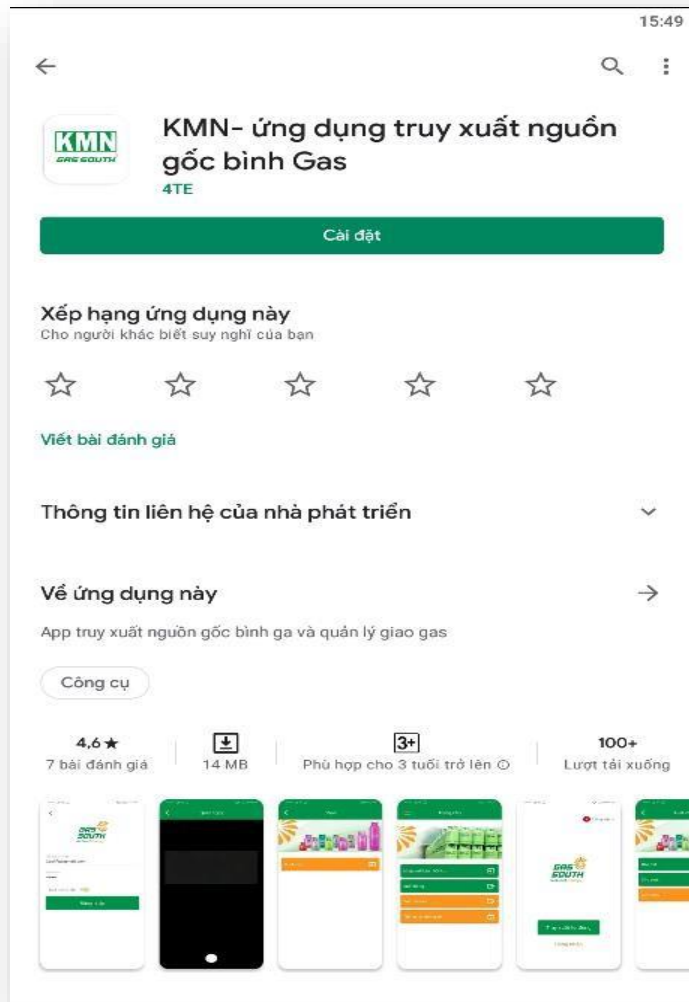 15:49
KMN
GAS SOUTH
KMN- ứng dụng truy xuất nguồn
gốc bình Gas
4TE
Cài đặt
Xếp hạng ứng dụng này
Cho người khác biết suy nghĩ của bạn
Viết bài đánh giá
Thông tin liên hệ của nhà phát triển
Về ứng dụng này
App truy xuất nguồn gốc bình ga và quản lý giao gas
Công cụ
4,6★
7 bài đánh giá
14 MB
3+
Phù hợp cho 3 tuổi trở lên
100+
Lượt tải xuống
GAS
SOUTH
GAS
SOUTH